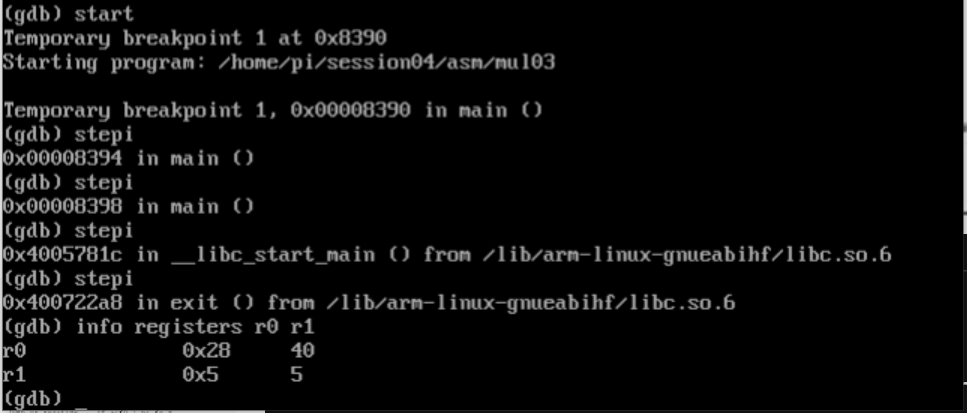 (gdb) start
Temporary breakpoint 1 at 0x8390
Starting program: /home/pi/session04/asm/mul03
Temporary breakpoint 1, 0x00008390 in main ()
(gdb) stepi
0x00008394 in main ()
(gdb) stepi
0x00008398 in main ()
(gdb) stepi
0x4005781c in __libc_start_main () from /lib/arm-linux-gnueabihf/libc.so.6
(gdb) stepi
0x400722a8 in exit () from /lib/arm-linux-gnueabihf/libc.so.6
(gdb) info registers r0 r1
r0 0x28 40
r1 0x5 5
(gdb) _